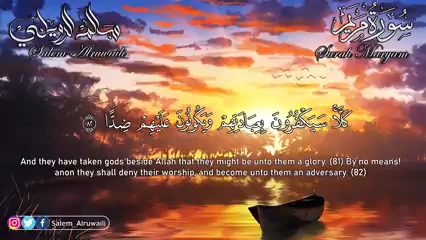 سالم الرويلي
Salem Alruwaili
سورة مريم
Surah Maryam
كَلَّا سَيَكْفُرُونَ بِعِبَادَتِهِمْ وَيَكُونُونَ عَلَيْهِمْ ضِدًّا ﴿٨٢﴾
And they have taken gods beside Allah that they might be unto them a glory. (81) By no means!
anon they shall deny their worship, and become unto them an adversary. (82)
Salem_Alruwaili